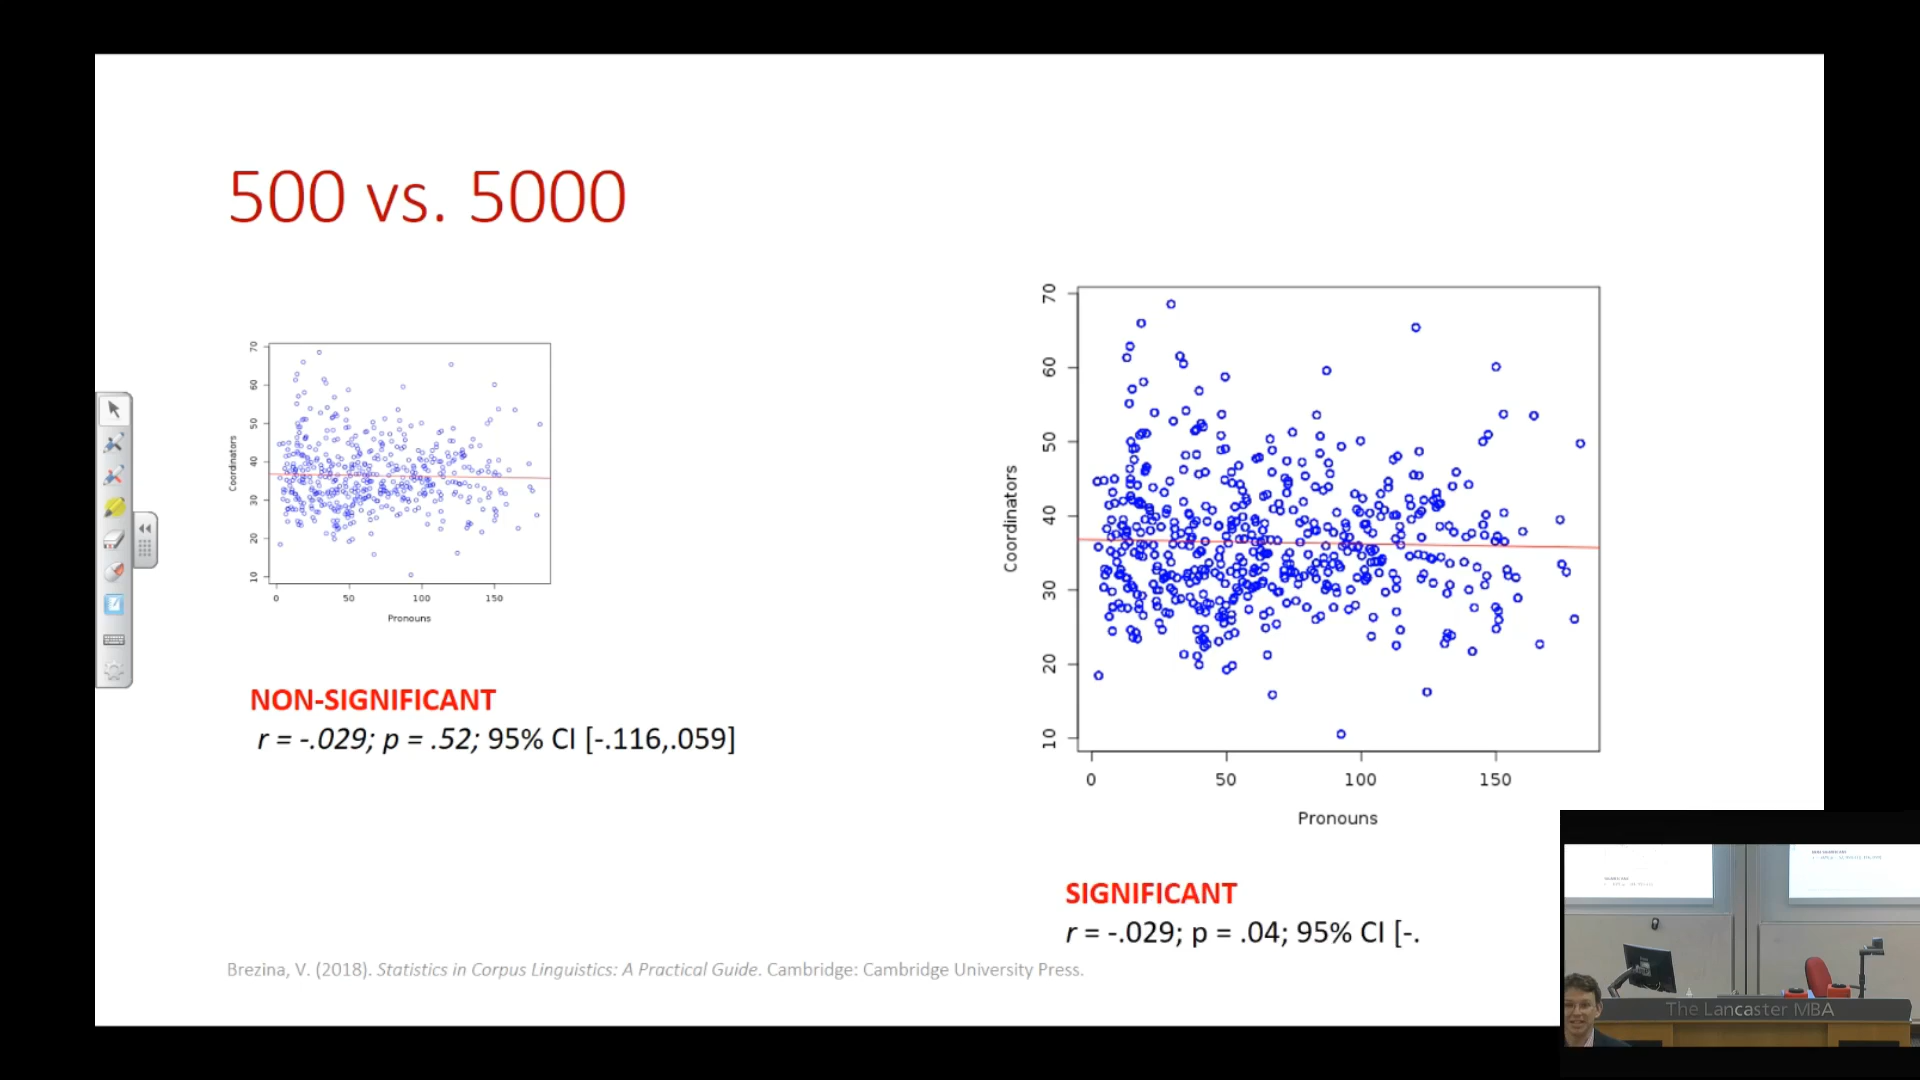 500 vs. 5000
70
60
50
40
30
20
10
Coordinators
0 50 100 150
Pronouns
NON-SIGNIFICANT
r = -.029; p = .52; 95% CI [-.116,.059]
70
60
50
40
30
20
10
Coordinators
0 50 100 150
Pronouns
SIGNIFICANT
r = -.029; p = .04; 95% CI [-.
Brezina, V. (2018). Statistics in Corpus Linguistics: A Practical Guide. Cambridge: Cambridge University Press.
The Lancaster MBA